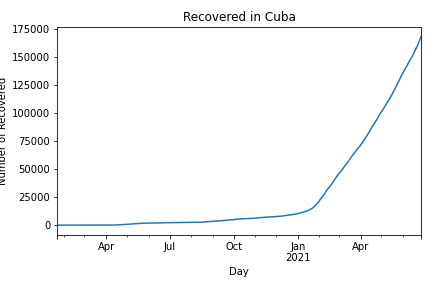 Recovered in Cuba
175000
150000
125000
100000
75000
50000
25000
0
Number of Recovered
Apr Jul Oct Jan Apr
2021
Day